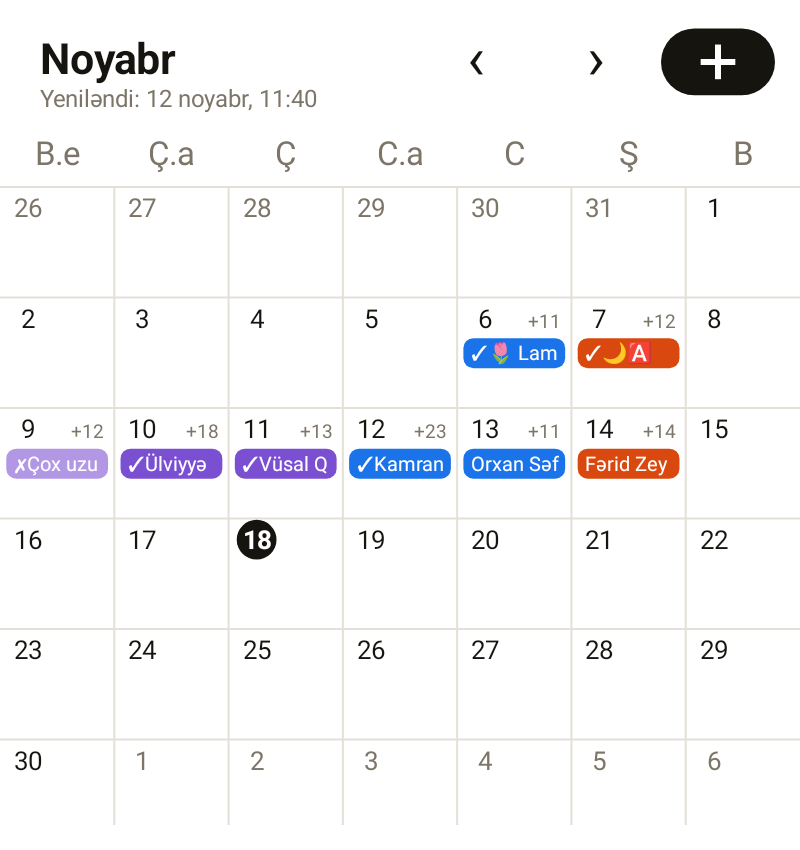 Noyabr
‹ › +
Yeniləndi: 12 noyabr, 11:40
B.e Ç.a Ç C.a C Ş B
26 27 28 29 30 31 1
2 3 4 5 6 +11 7 +12 8
✓🌷 Lam ✓🌙🅰
9 +12 10 +18 11 +13 12 +23 13 +11 14 +14 15
✗Çox uzu ✓Ülviyyə ✓Vüsal Q ✓Kamran Orxan Səf Fərid Zey
16 17 18 19 20 21 22
23 24 25 26 27 28 29
30 1 2 3 4 5 6